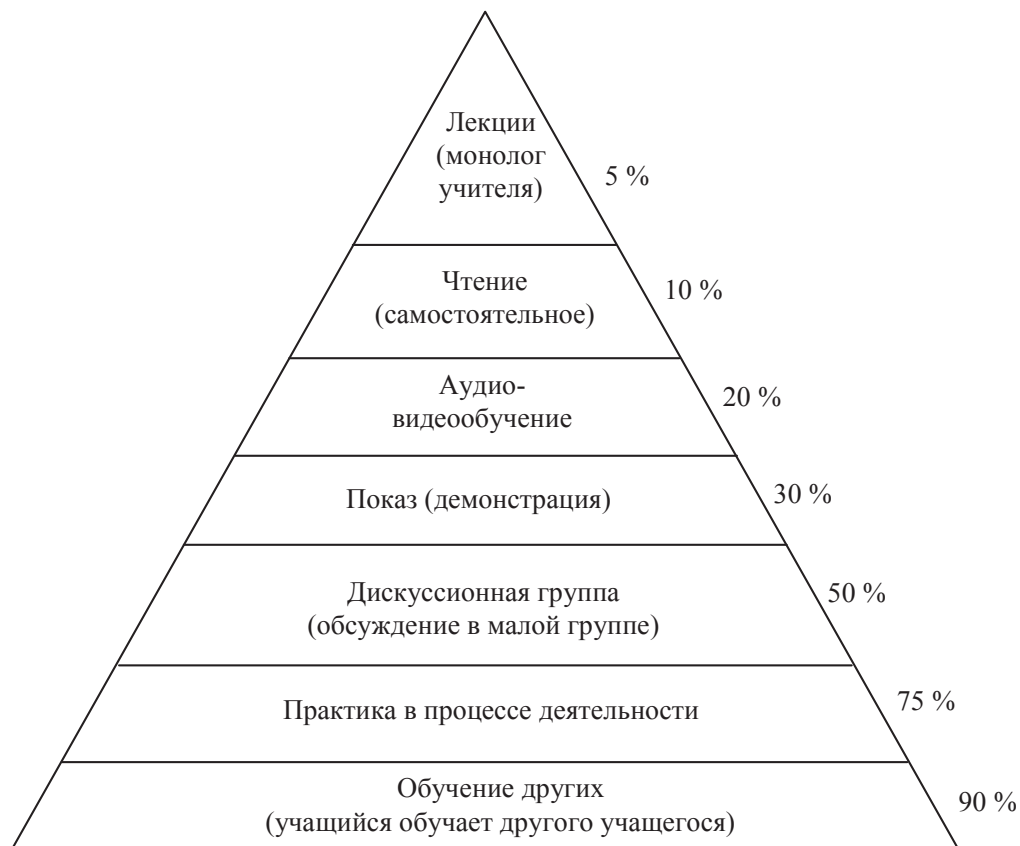 Лекции
(монолог
учителя)
5 %
Чтение
(самостоятельное)
10 %
Аудио-
видеообучение
20 %
Показ (демонстрация)
30 %
Дискуссионная группа
(обсуждение в малой группе)
50 %
Практика в процессе деятельности
75 %
Обучение других
(учащийся обучает другого учащегося)
90 %